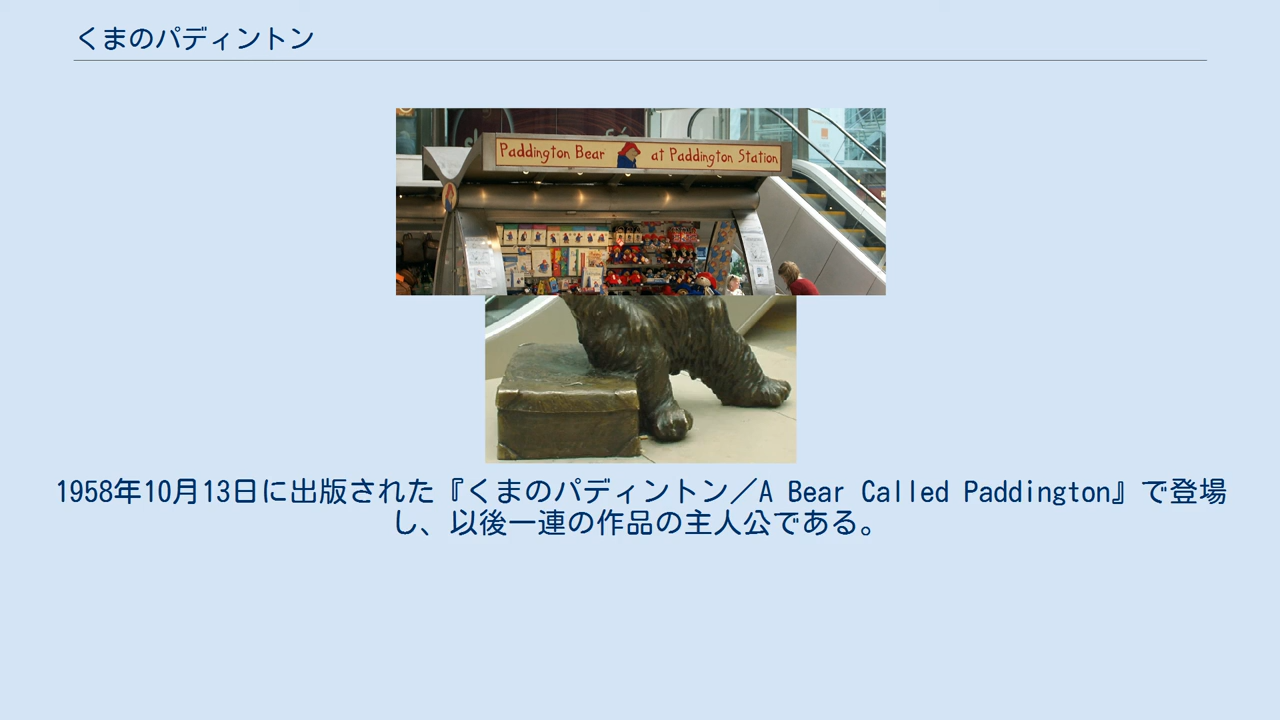 くまのパディントン
Paddington Bear at Paddington Station
1958年10月13日に出版された『くまのパディントン／A Bear Called Paddington』で登場
し、以後一連の作品の主人公である。